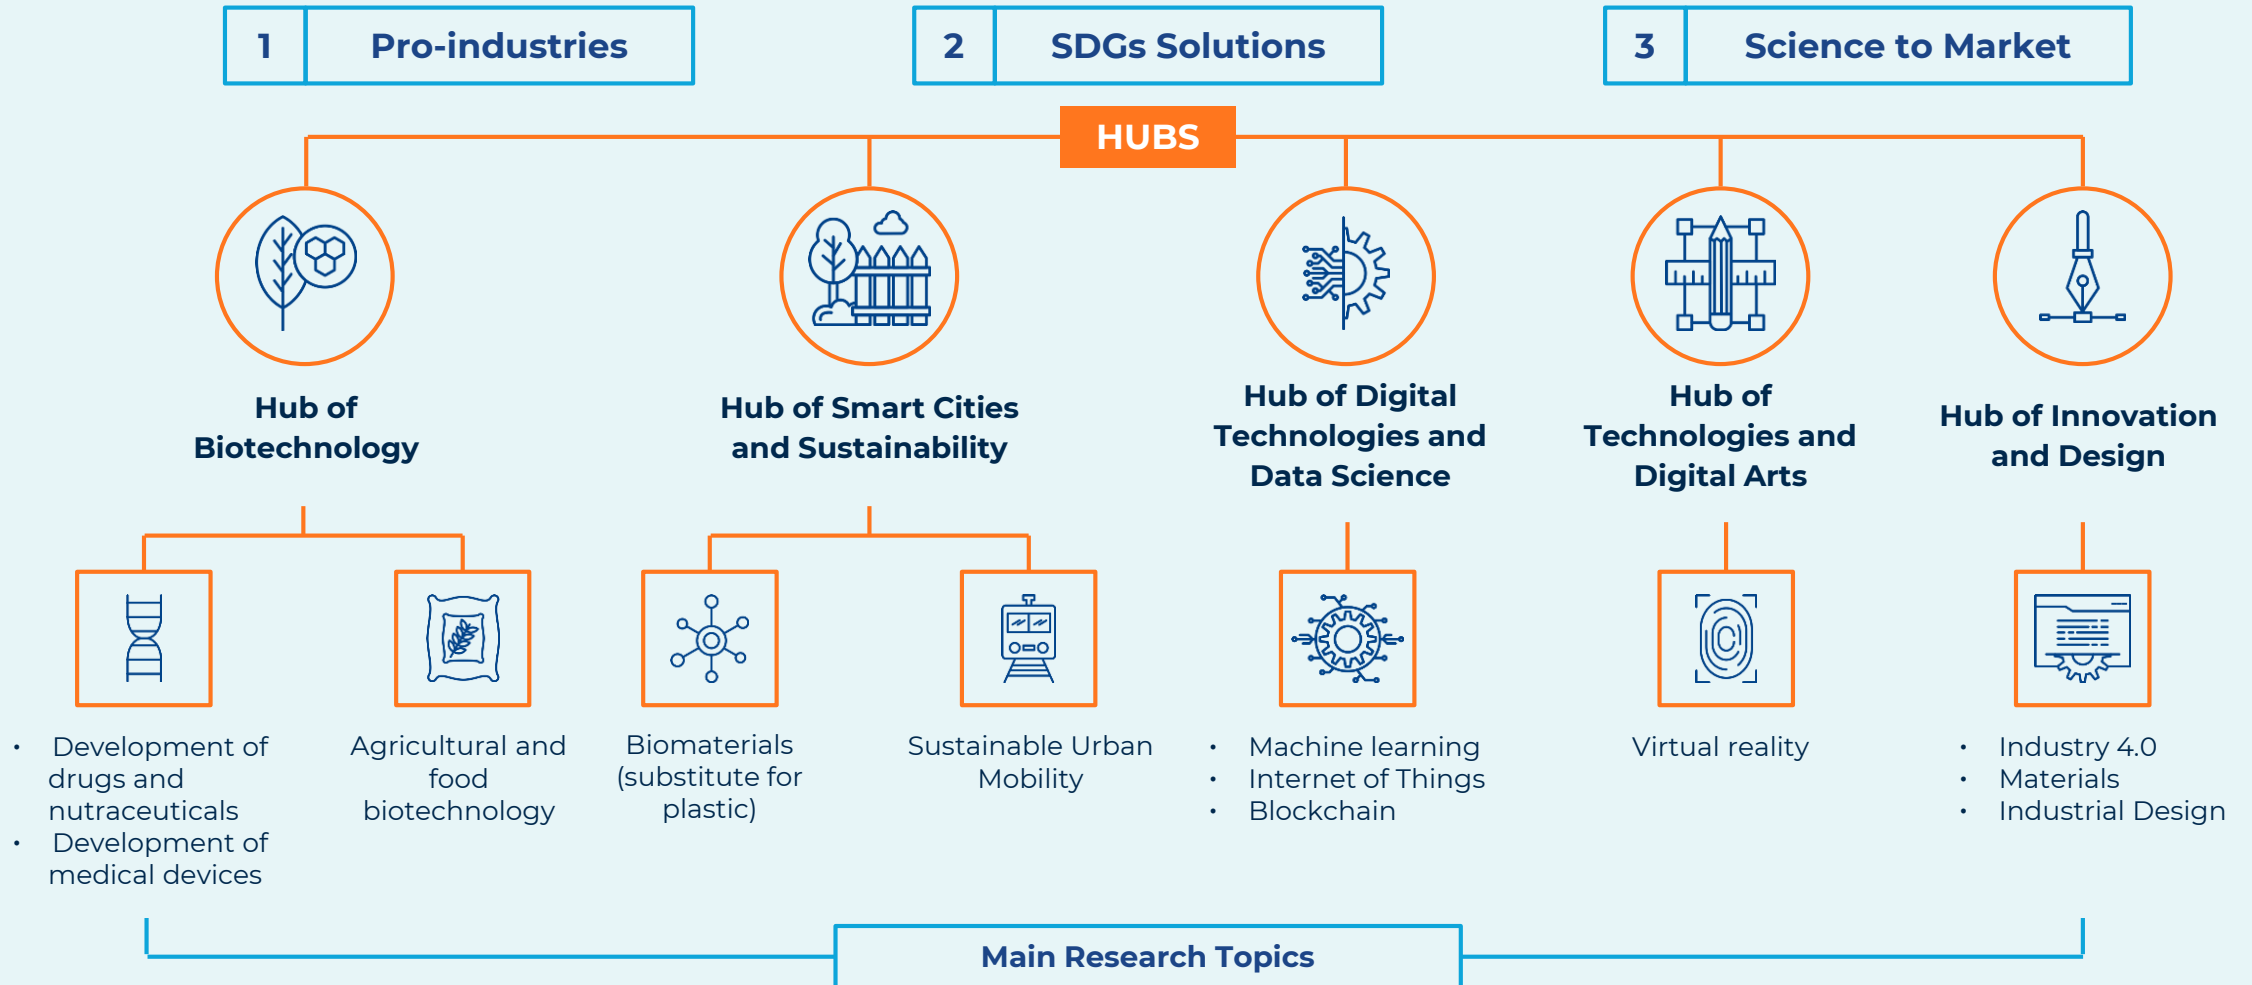 1 Pro-industries
2 SDGs Solutions
3 Science to Market
HUBS
Hub of
Biotechnology
Hub of Smart Cities
and Sustainability
Hub of Digital
Technologies and
Data Science
Hub of
Technologies and
Digital Arts
Hub of Innovation
and Design
• Development of
drugs and
nutraceuticals
• Development of
medical devices
Agricultural and
food
biotechnology
Biomaterials
(substitute for
plastic)
Sustainable Urban
Mobility
• Machine learning
• Internet of Things
• Blockchain
Virtual reality
• Industry 4.0
• Materials
• Industrial Design
Main Research Topics